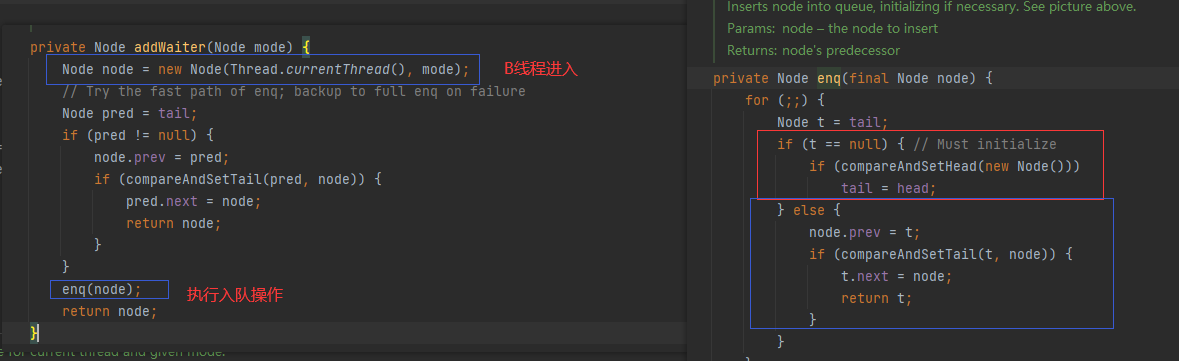 private Node addWaiter(Node mode) {
Node node = new Node(Thread.currentThread(), mode);
B线程进入
// Try the fast path of enq; backup to full enq on failure
Node pred = tail;
if (pred != null) {
node.prev = pred;
if (compareAndSetTail(pred, node)) {
pred.next = node;
return node;
}
}
enq(node);
执行入队操作
return node;
}
e for current thread and given mode.
Inserts node into queue, initializing if necessary. See picture above.
Params: node – the node to insert
Returns: node's predecessor
private Node enq(final Node node) {
for (;;) {
Node t = tail;
if (t == null) { // Must initialize
if (compareAndSetHead(new Node()))
tail = head;
} else {
node.prev = t;
if (compareAndSetTail(t, node)) {
t.next = node;
return t;
}
}